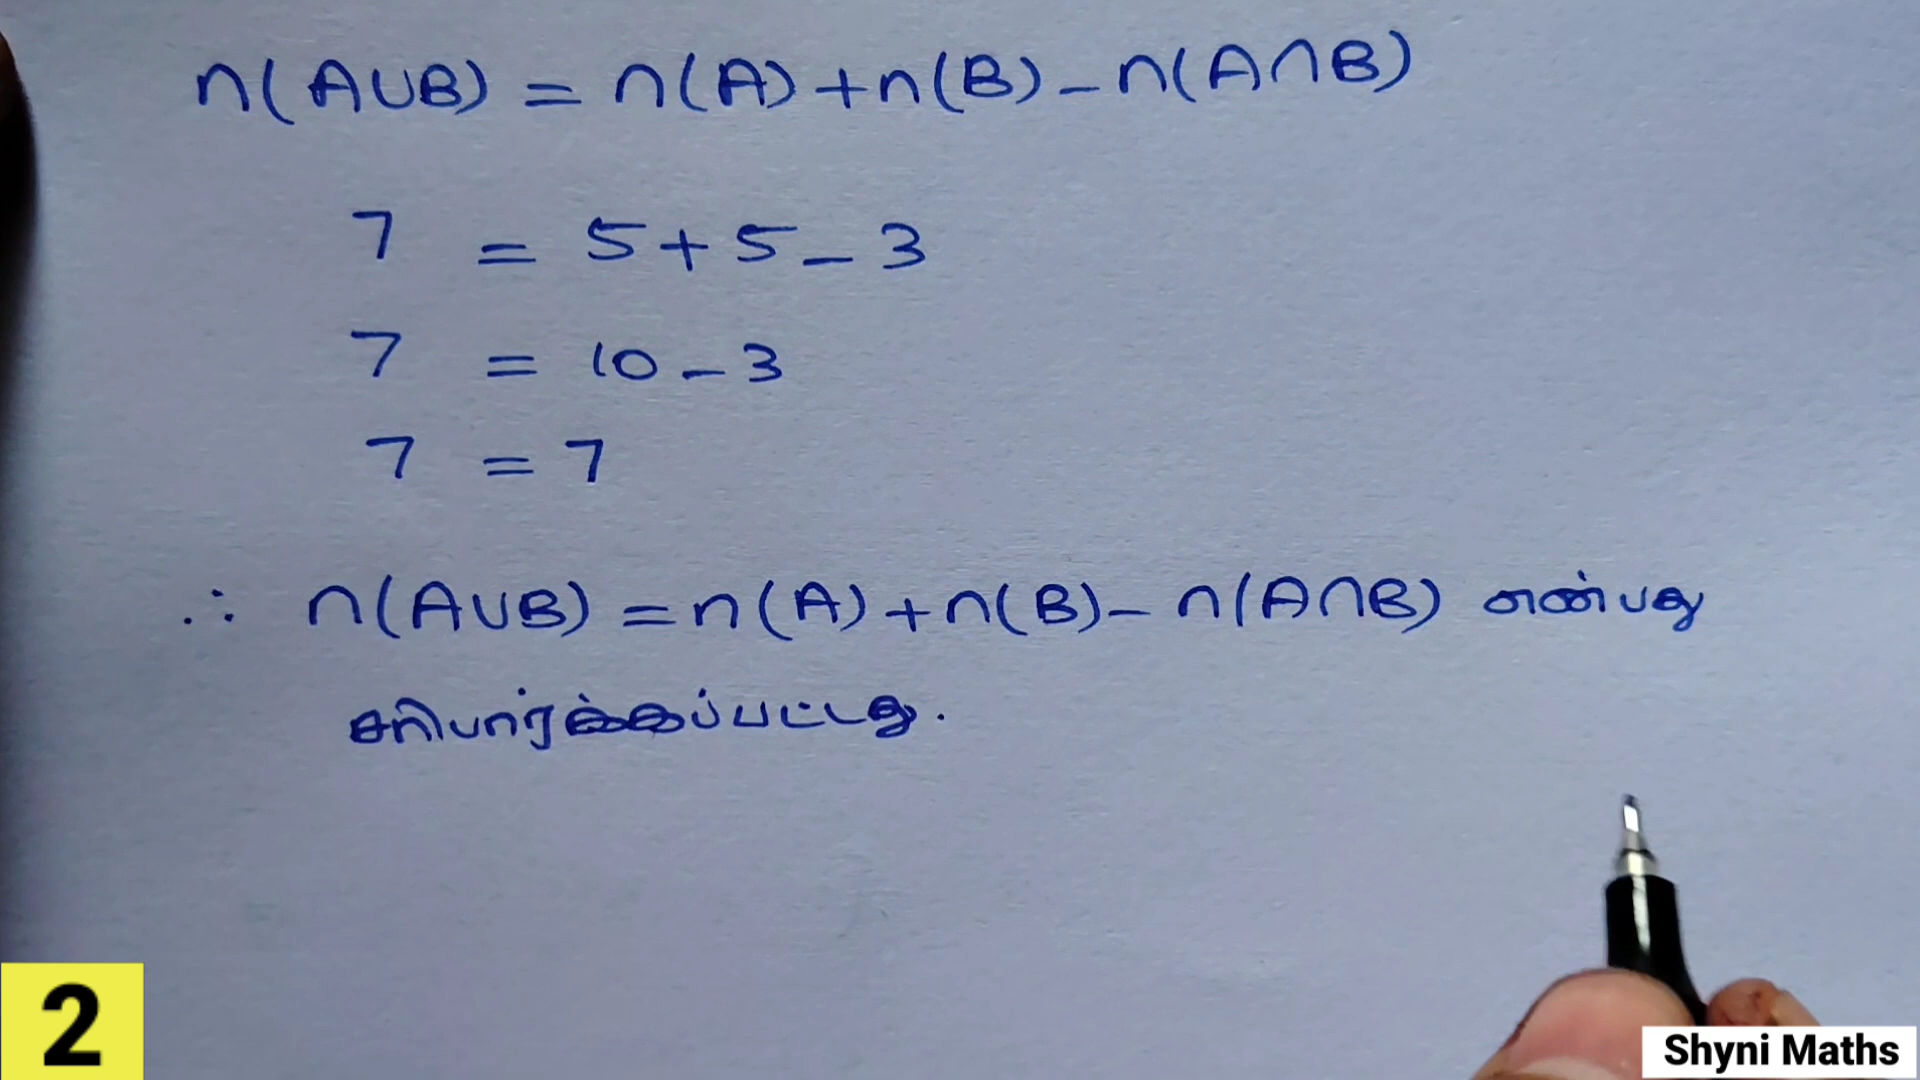 n(A∪B) = n(A) + n(B) - n(A∩B)
7 = 5 + 5 - 3
7 = 10 - 3
7 = 7
∴ n(A∪B) = n(A) + n(B) - n(A∩B) என்பது
சரிபார்க்கப்பட்டது.
2
Shyni Maths